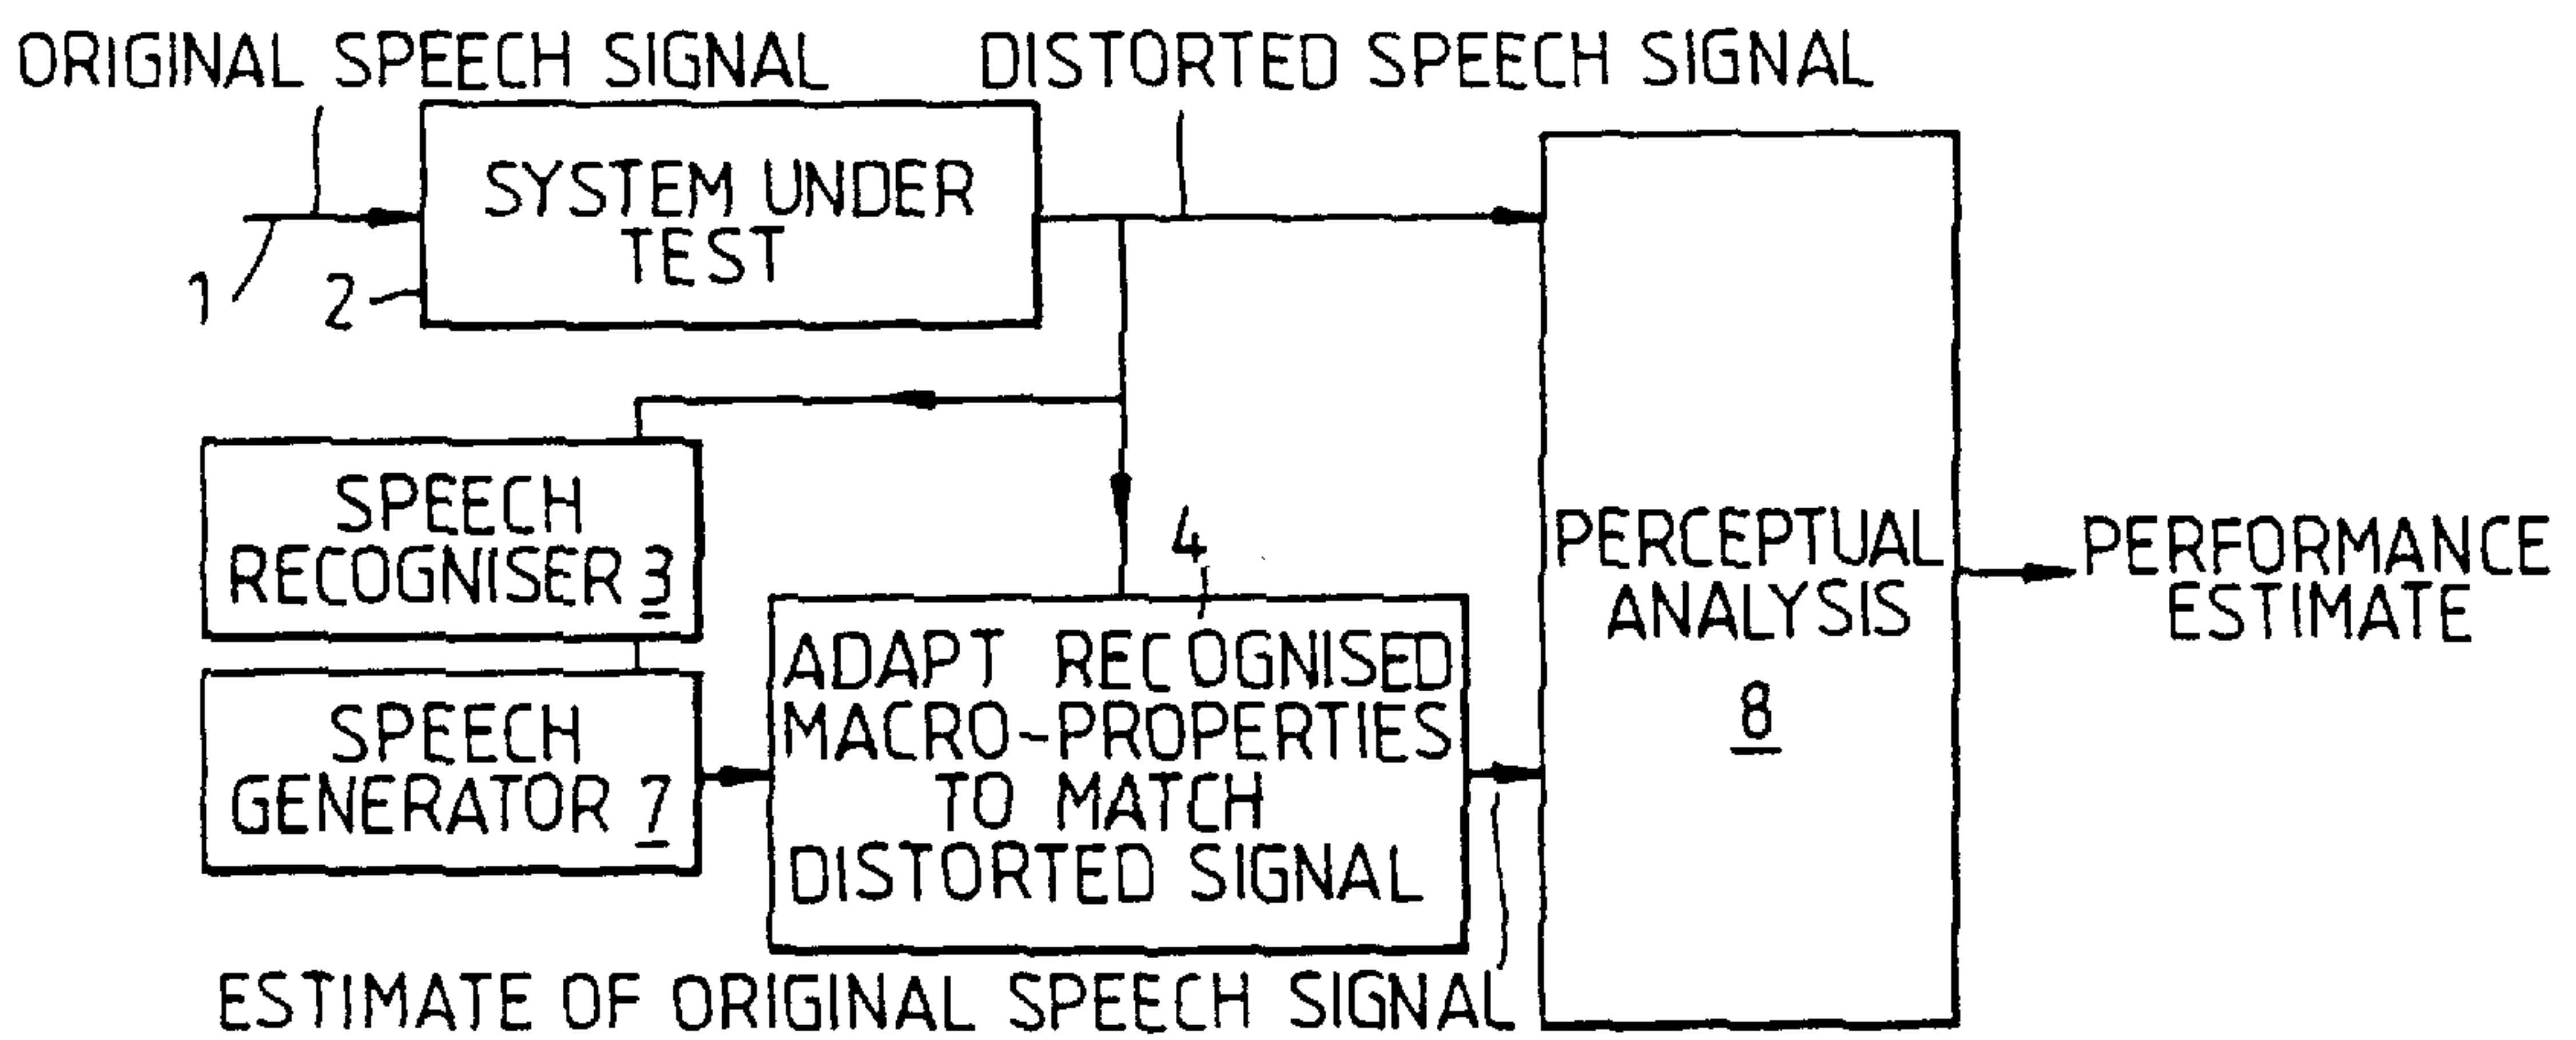 ORIGINAL SPEECH SIGNAL
DISTORTED SPEECH SIGNAL
SYSTEM UNDER
TEST
1
2
SPEECH
RECOGNISER 3
4
SPEECH
GENERATOR 7
ADAPT RECOGNISED
MACRO-PROPERTIES
TO MATCH
DISTORTED SIGNAL
PERCEPTUAL
ANALYSIS
8
PERFORMANCE
ESTIMATE
ESTIMATE OF ORIGINAL SPEECH SIGNAL